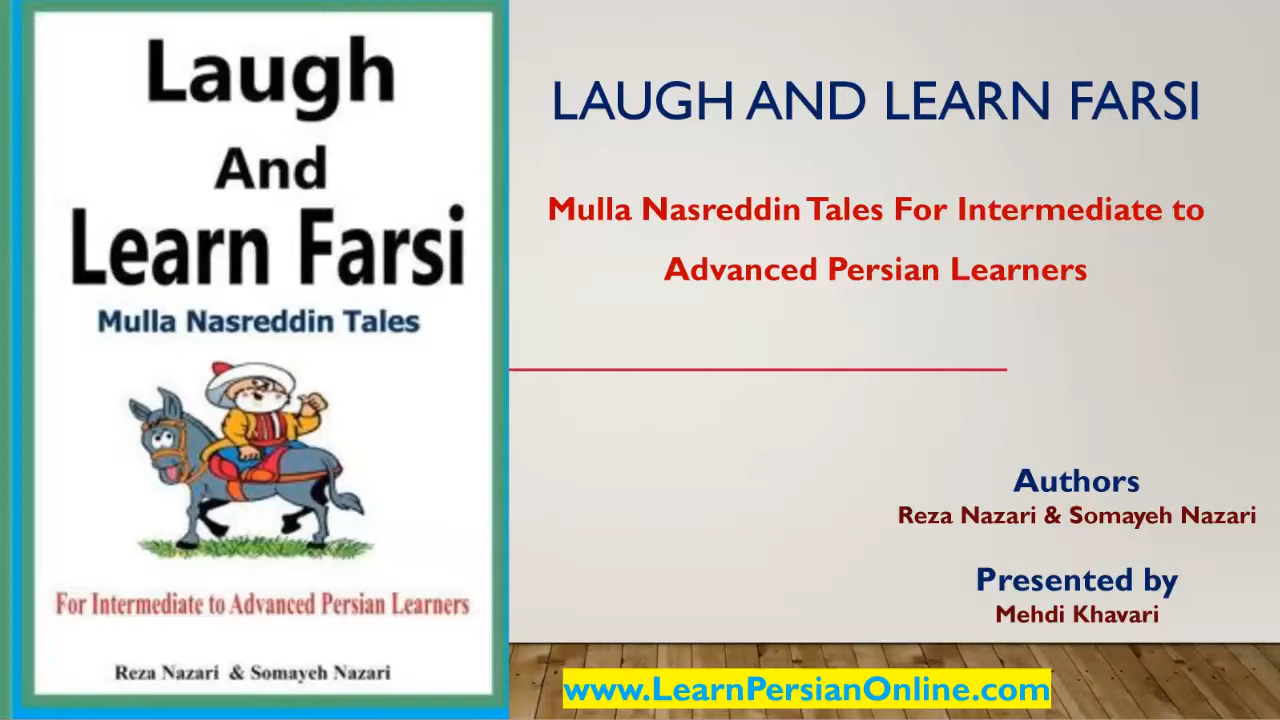 Laugh
And
Learn Farsi
Mulla Nasreddin Tales
For Intermediate to Advanced Persian Learners
Reza Nazari & Somayeh Nazari
LAUGH AND LEARN FARSI
Mulla Nasreddin Tales For Intermediate to
Advanced Persian Learners
Authors
Reza Nazari & Somayeh Nazari
Presented by
Mehdi Khavari
www.LearnPersianOnline.com